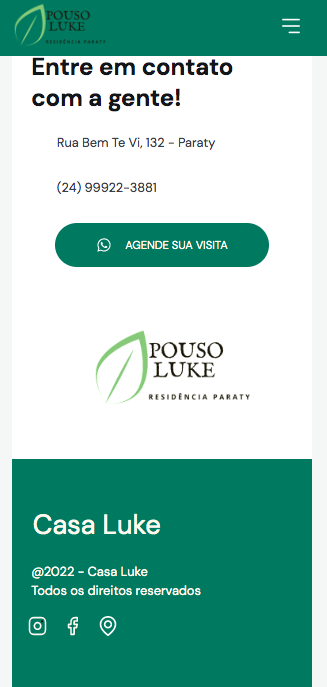 POUSO
LUKE
RESIDÊNCIA PARATY
Entre em contato
com a gente!
Rua Bem Te Vi, 132 - Paraty
(24) 99922-3881
AGENDE SUA VISITA
POUSO
LUKE
RESIDÊNCIA PARATY
Casa Luke
@2022 - Casa Luke
Todos os direitos reservados